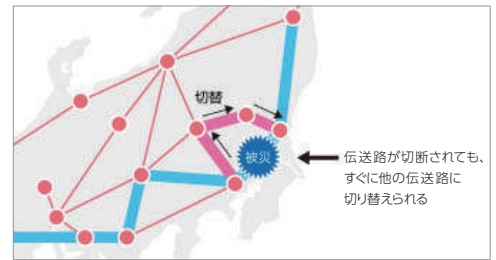 切替
被災
伝送路が切断されても、
すぐに他の伝送路に
切り替えられる